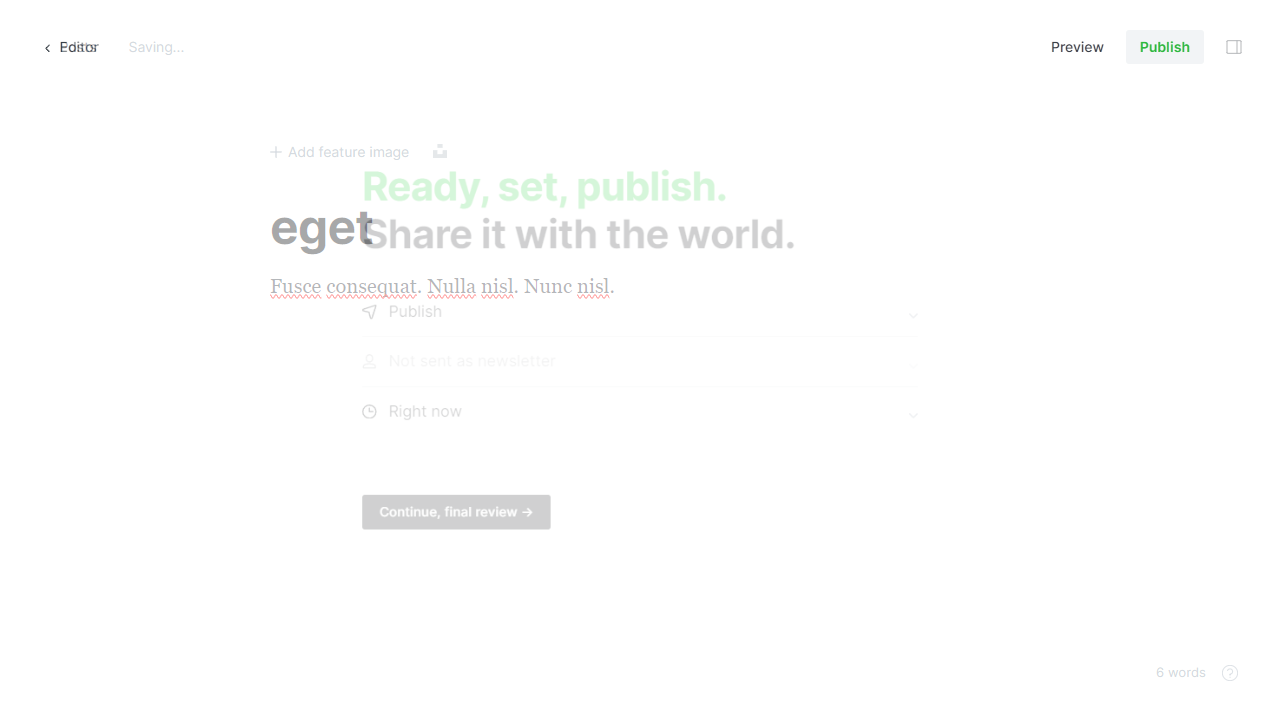 Editor
Saving...
Preview
Publish
Add feature image
Ready, set, publish.
eget
Share it with the world.
Fusce consequat. Nulla nisl. Nunc nisl.
Publish
Not sent as newsletter
Right now
Continue, final review →
6 words